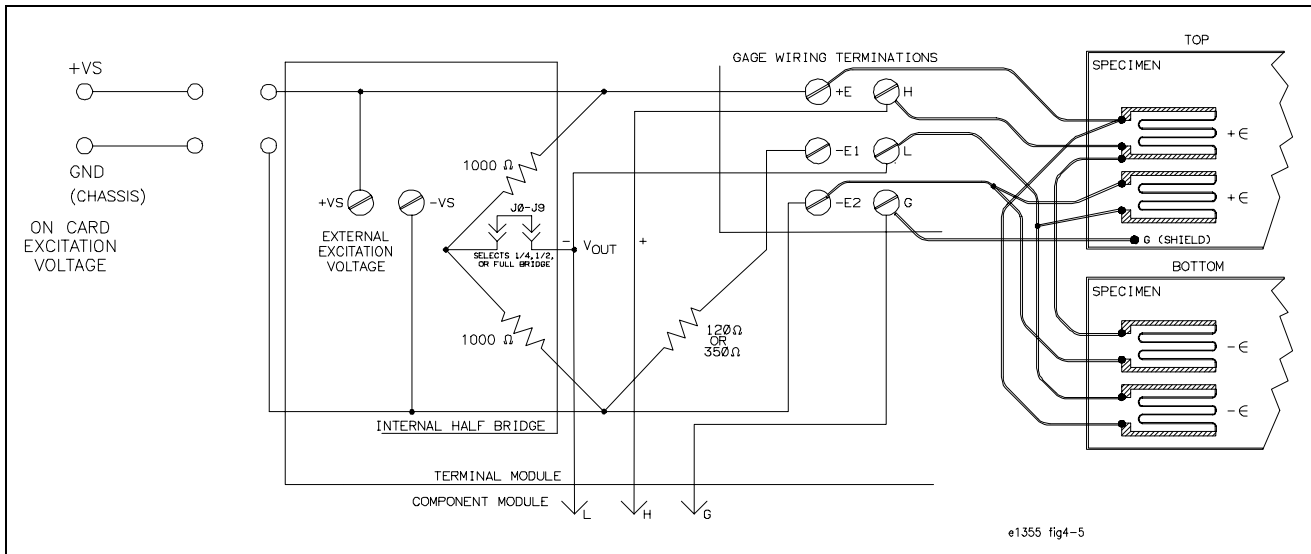 +VS
GND
(CHASSIS)
ON CARD
EXCITATION
VOLTAGE
+VS
-VS
EXTERNAL
EXCITATION
VOLTAGE
1000 Ω
JØ-J9
SELECTS 1/4,1/2,
OR FULL BRIDGE
1000 Ω
-
VOUT
+
120Ω
OR
350Ω
INTERNAL HALF BRIDGE
TERMINAL MODULE
COMPONENT MODULE
L
H
G
GAGE WIRING TERMINATIONS
+E
H
-E1
L
-E2
G
TOP
SPECIMEN
+∈
+∈
G (SHIELD)
BOTTOM
SPECIMEN
-∈
-∈
e1355 fig4-5